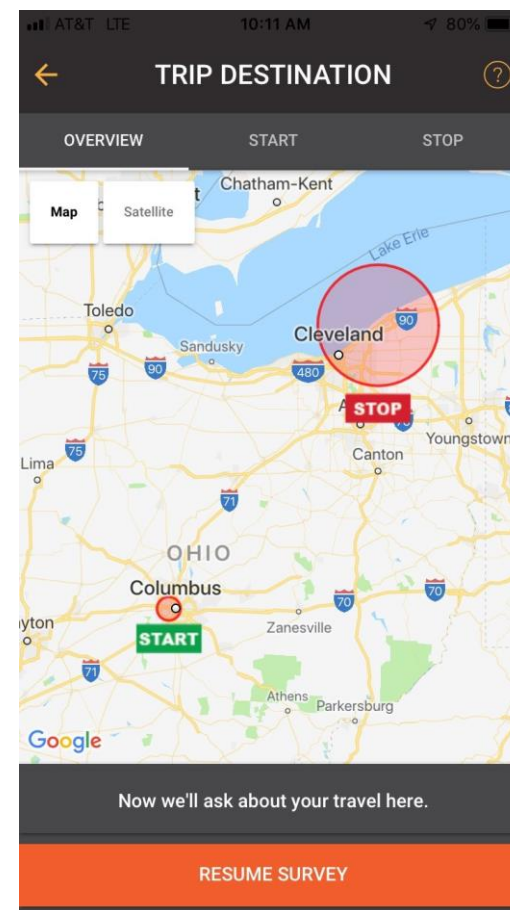 AT&T LTE 10:11 AM 80%
TRIP DESTINATION ?
OVERVIEW START STOP
Map Satellite
Chatham-Kent
Lake Erie
Toledo
Sandusky
Cleveland
90
75
90
480
STOP
75
Youngstown
Lima
Canton
71
OHIO
Columbus
70
70
yton
START
Zanesville
71
Athens
Parkersburg
Google
Now we'll ask about your travel here.
RESUME SURVEY